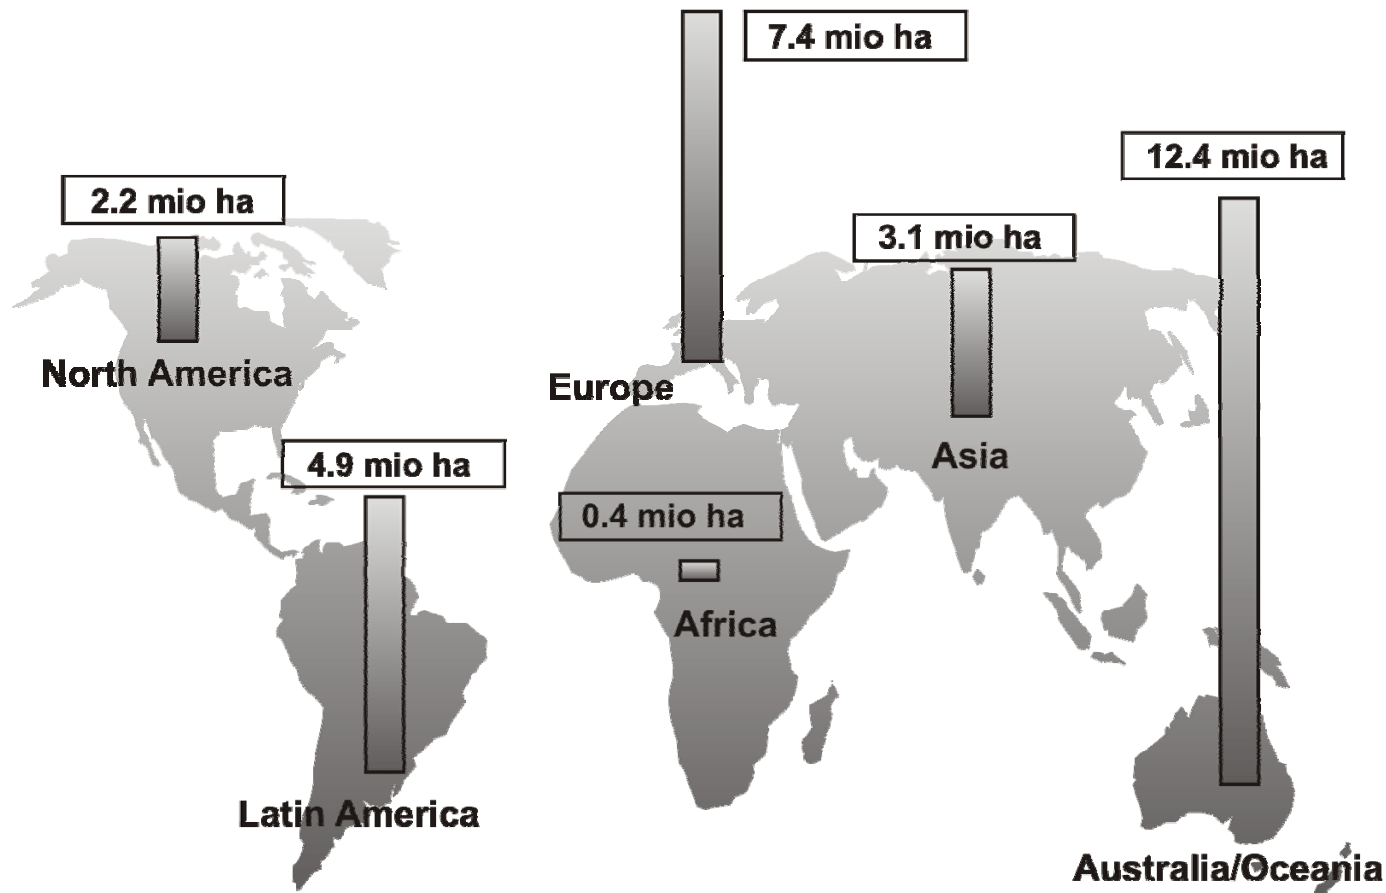 7.4 mio ha
12.4 mio ha
2.2 mio ha
3.1 mio ha
North America
Europe
4.9 mio ha
Asia
0.4 mio ha
Africa
Latin America
Australia/Oceania